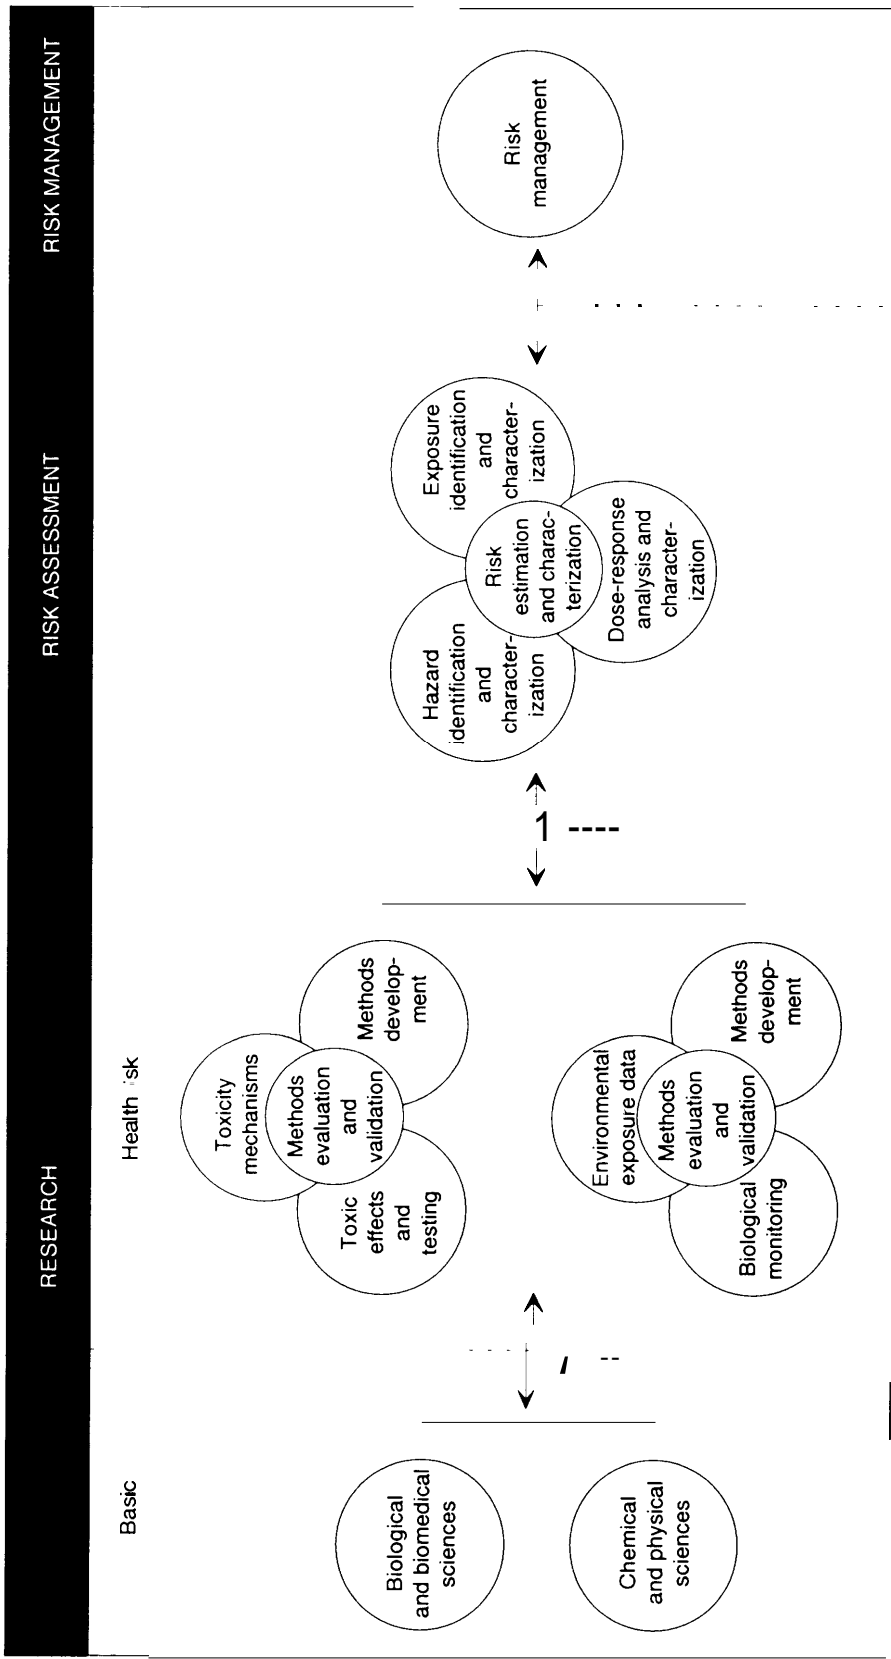 RESEARCH
RISK ASSESSMENT
RISK MANAGEMENT
Basic
Health isk
Biological
and biomedical
sciences
Chemical
and physical
sciences
Toxicity
mechanisms
Methods
evaluation
and
validation
Toxic
effects
and
testing
Methods
develop-
ment
Environmental
exposure data
Methods
evaluation
and
validation
Biological
monitoring
Methods
develop-
ment
1 ----
Hazard
identification
and
character-
ization
Exposure
identification
and
character-
ization
Risk
estimation
and charac-
terization
Dose-response
analysis and
character-
ization
Risk
management